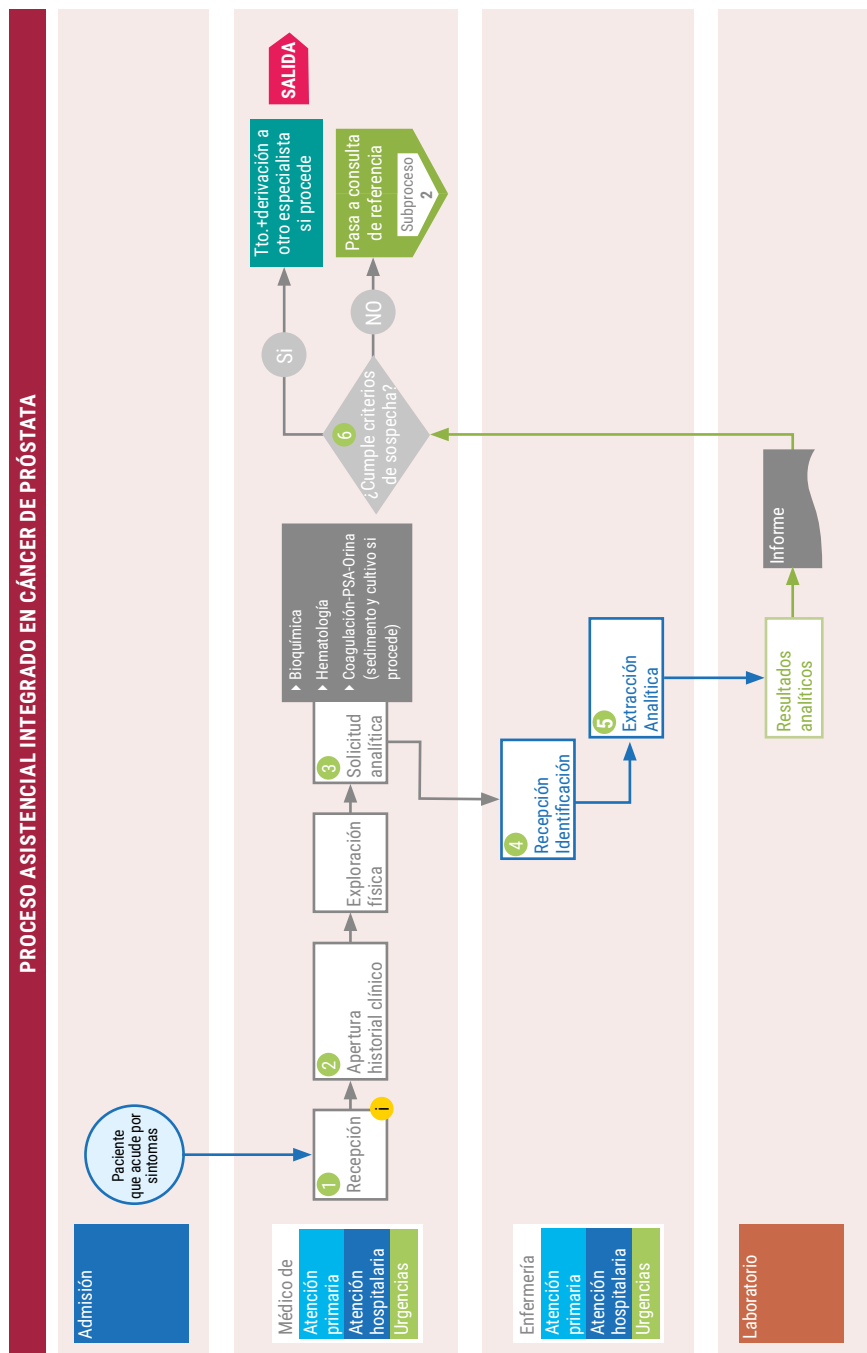 PROCESO ASISTENCIAL INTEGRADO EN CÁNCER DE PRÓSTATA
Admisión
Paciente
que acude por
síntomas
Médico de
Atención
primaria
Atención
hospitalaria
Urgencias
1
Recepción
i
2
Apertura
historial clínico
Exploración
física
3
Solicitud
analítica
Bioquímica
Hematología
Coagulación-PSA-Orina
(sedimento y cultivo si
procede)
6
¿Cumple criterios
de sospecha?
Si
NO
Tto.+derivación a
otro especialista
si procede
SALIDA
Pasa a consulta
de referencia
Subproceso
2
Enfermería
Atención
primaria
Atención
hospitalaria
Urgencias
4
Recepción
Identificación
5
Extracción
Analítica
Laboratorio
Resultados
analíticos
Informe